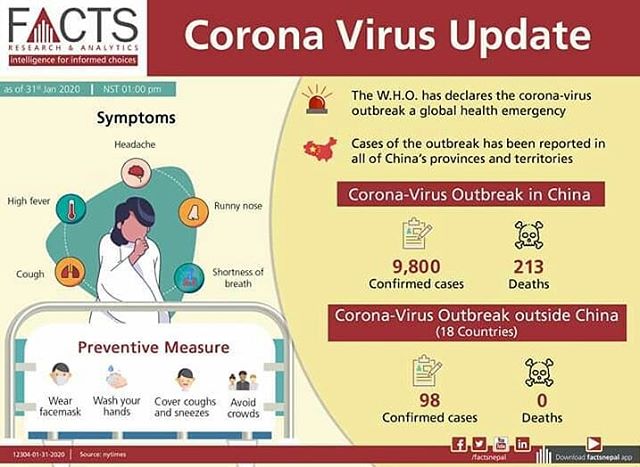 FACTS
RESEARCH & ANALYTICS
intelligence for informed choices
Corona Virus Update
as of 31st Jan 2020 | NST 01:00 pm
Symptoms
Headache
High fever
Runny nose
Cough
Shortness of
breath
Preventive Measure
Wear
facemask
Wash your
hands
Cover coughs
and sneezes
Avoid
crowds
The W.H.O. has declares the corona-virus
outbreak a global health emergency
Cases of the outbreak has been reported in
all of China's provinces and territories
Corona-Virus Outbreak in China
9,800
Confirmed cases
213
Deaths
Corona-Virus Outbreak outside China
(18 Countries)
98
Confirmed cases
0
Deaths
12304-01-31-2020 | Source: nytimes
/factsnepal
Download factsnepal app